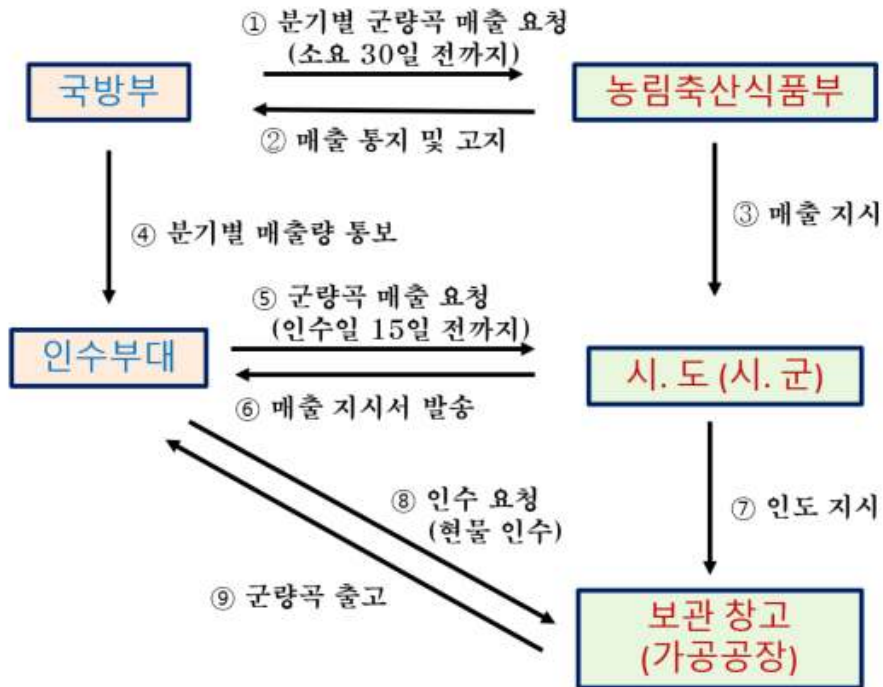 ① 분기별 군량곡 매출 요청
(소요 30일 전까지)
국방부
농림축산식품부
② 매출 통지 및 고지
③ 매출 지시
④ 분기별 매출량 통보
⑤ 군량곡 매출 요청
(인수일 15일 전까지)
인수부대
시. 도 (시. 군)
⑥ 매출 지시서 발송
⑧ 인수 요청
(현물 인수)
⑦ 인도 지시
⑨ 군량곡 출고
보관 창고
(가공공장)